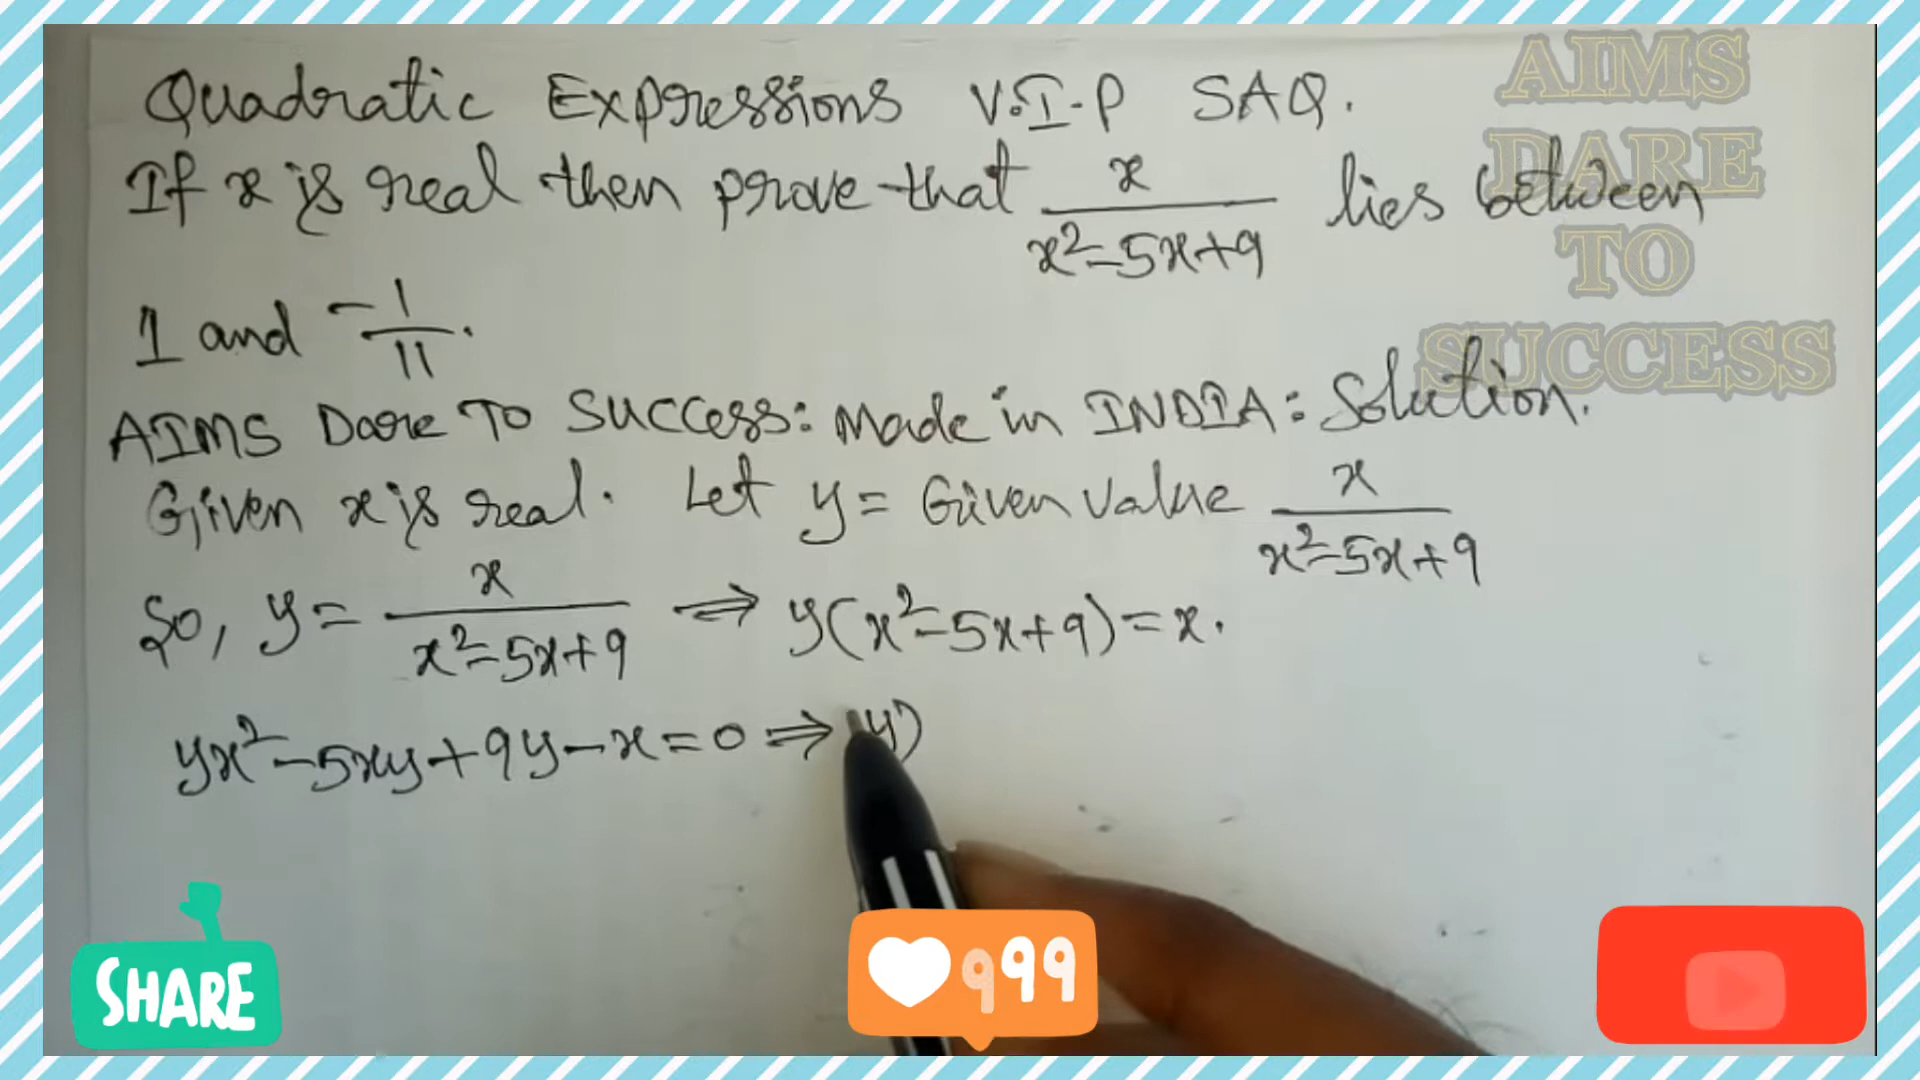 Quadratic Expressions V.I.P SAQ.
If x is real then prove that x/(x²-5x+9) lies between
1 and -1/11.
AIMS Dare To Success: Made in INDIA: Solution.
Given x is real. Let y = Given value x/(x²-5x+9)
So, y = x/(x²-5x+9) ⇒ y(x²-5x+9) = x.
yx²-5xy+9y-x=0 ⇒ (y)
AIMS
DARE
TO
SUCCESS
SHARE
999